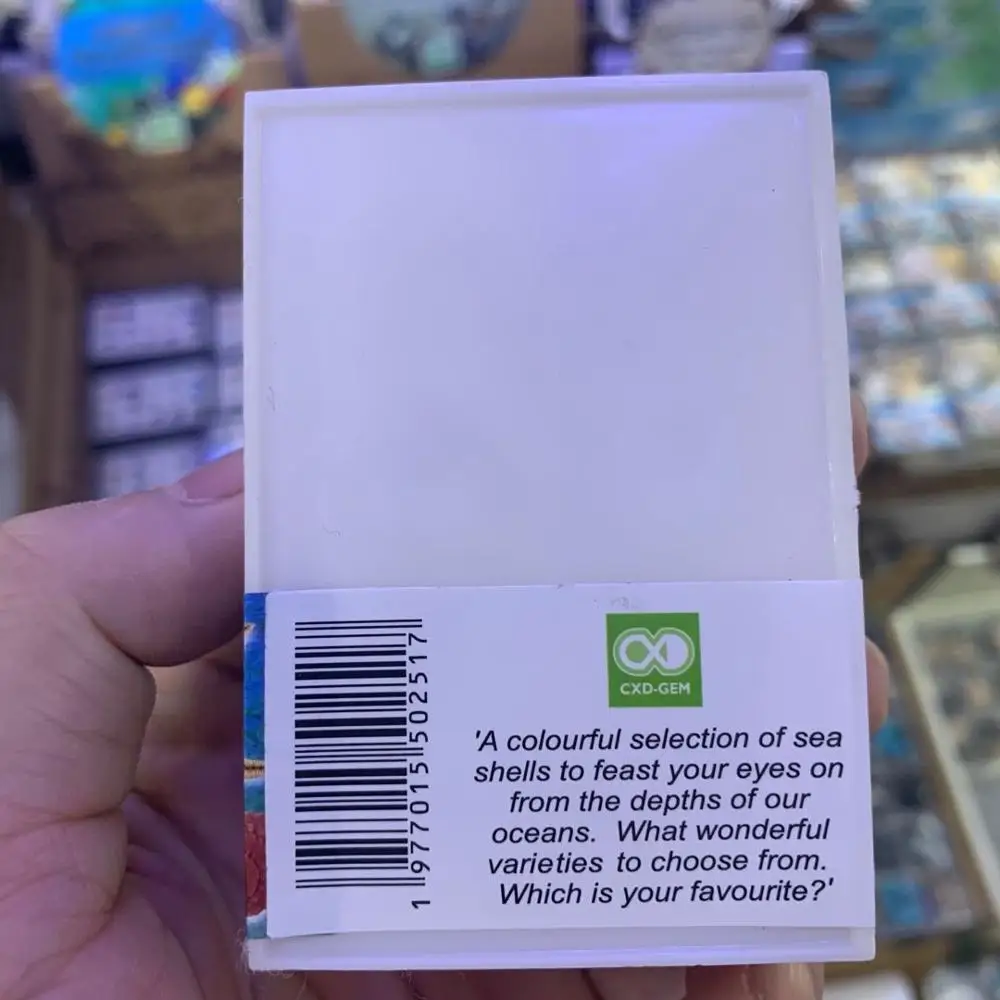 CXD-GEM
'A colourful selection of sea
shells to feast your eyes on
from the depths of our
oceans. What wonderful
varieties to choose from.
Which is your favourite?'
1 977015 502517